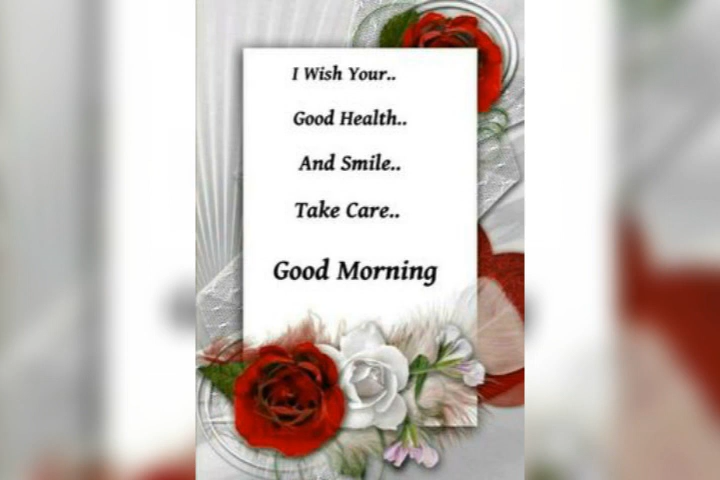 I Wish Your..
Good Health..
And Smile..
Take Care..
Good Morning